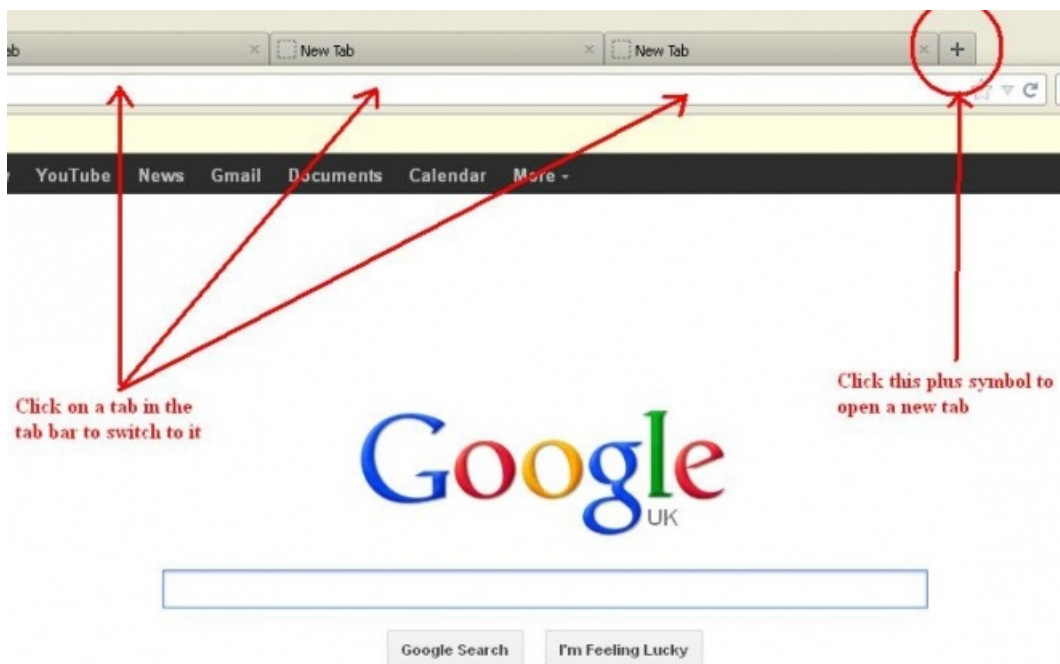 ab New Tab New Tab
YouTube News Gmail Documents Calendar More
Click on a tab in the
tab bar to switch to it
Click this plus symbol to
open a new tab
Google
UK
Google Search I'm Feeling Lucky